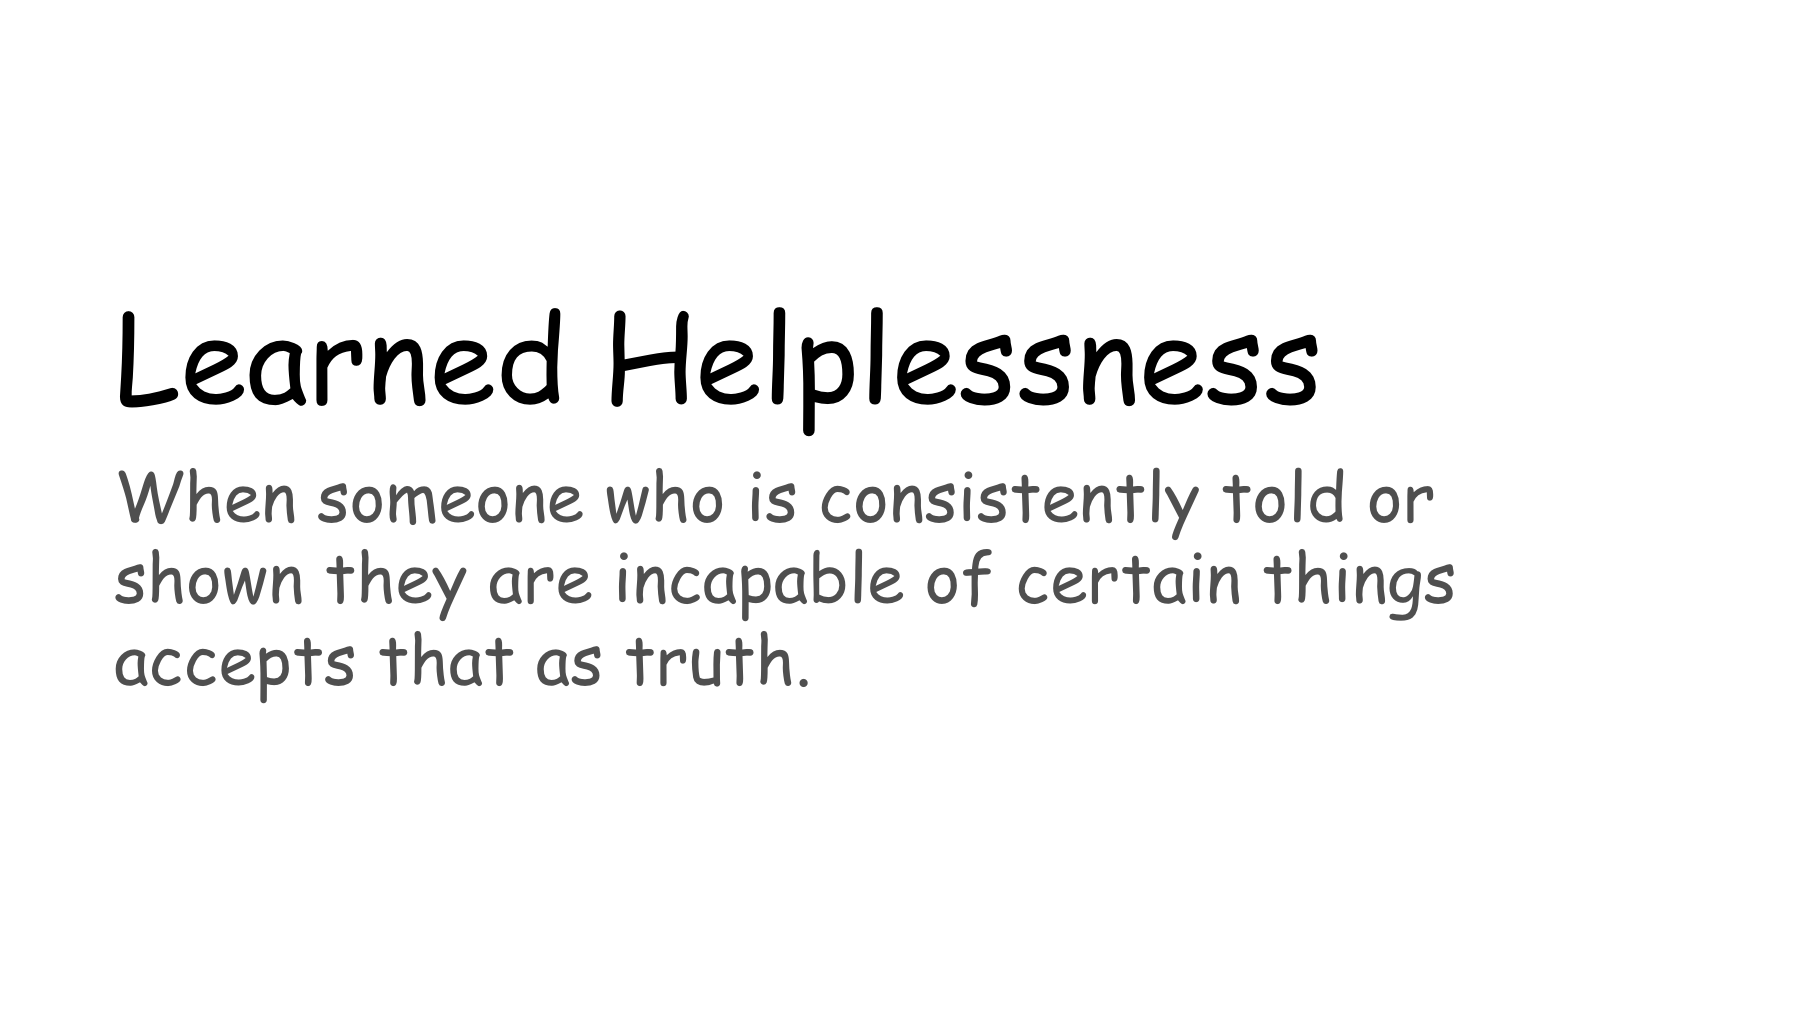 Learned Helplessness
When someone who is consistently told or
shown they are incapable of certain things
accepts that as truth.